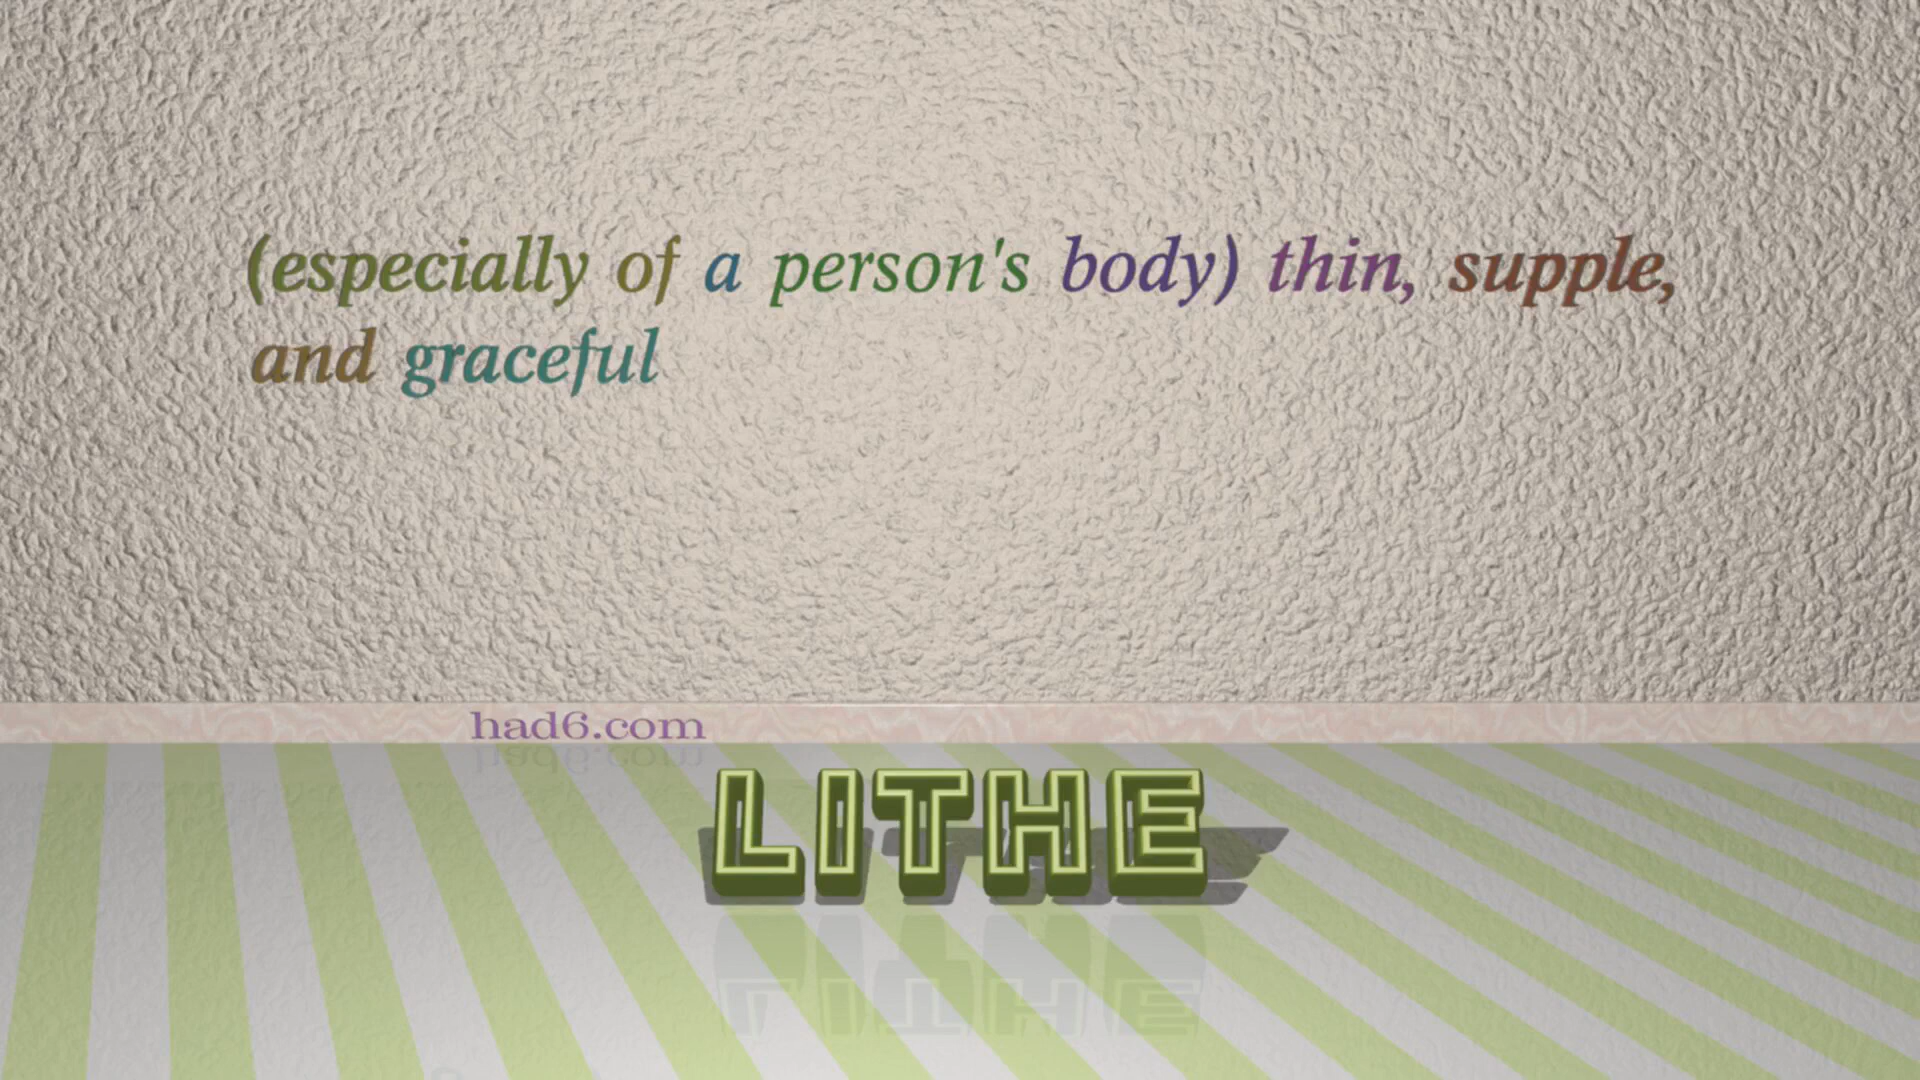 (especially of a person's body) thin, supple,
and graceful
had6.com
LITHE